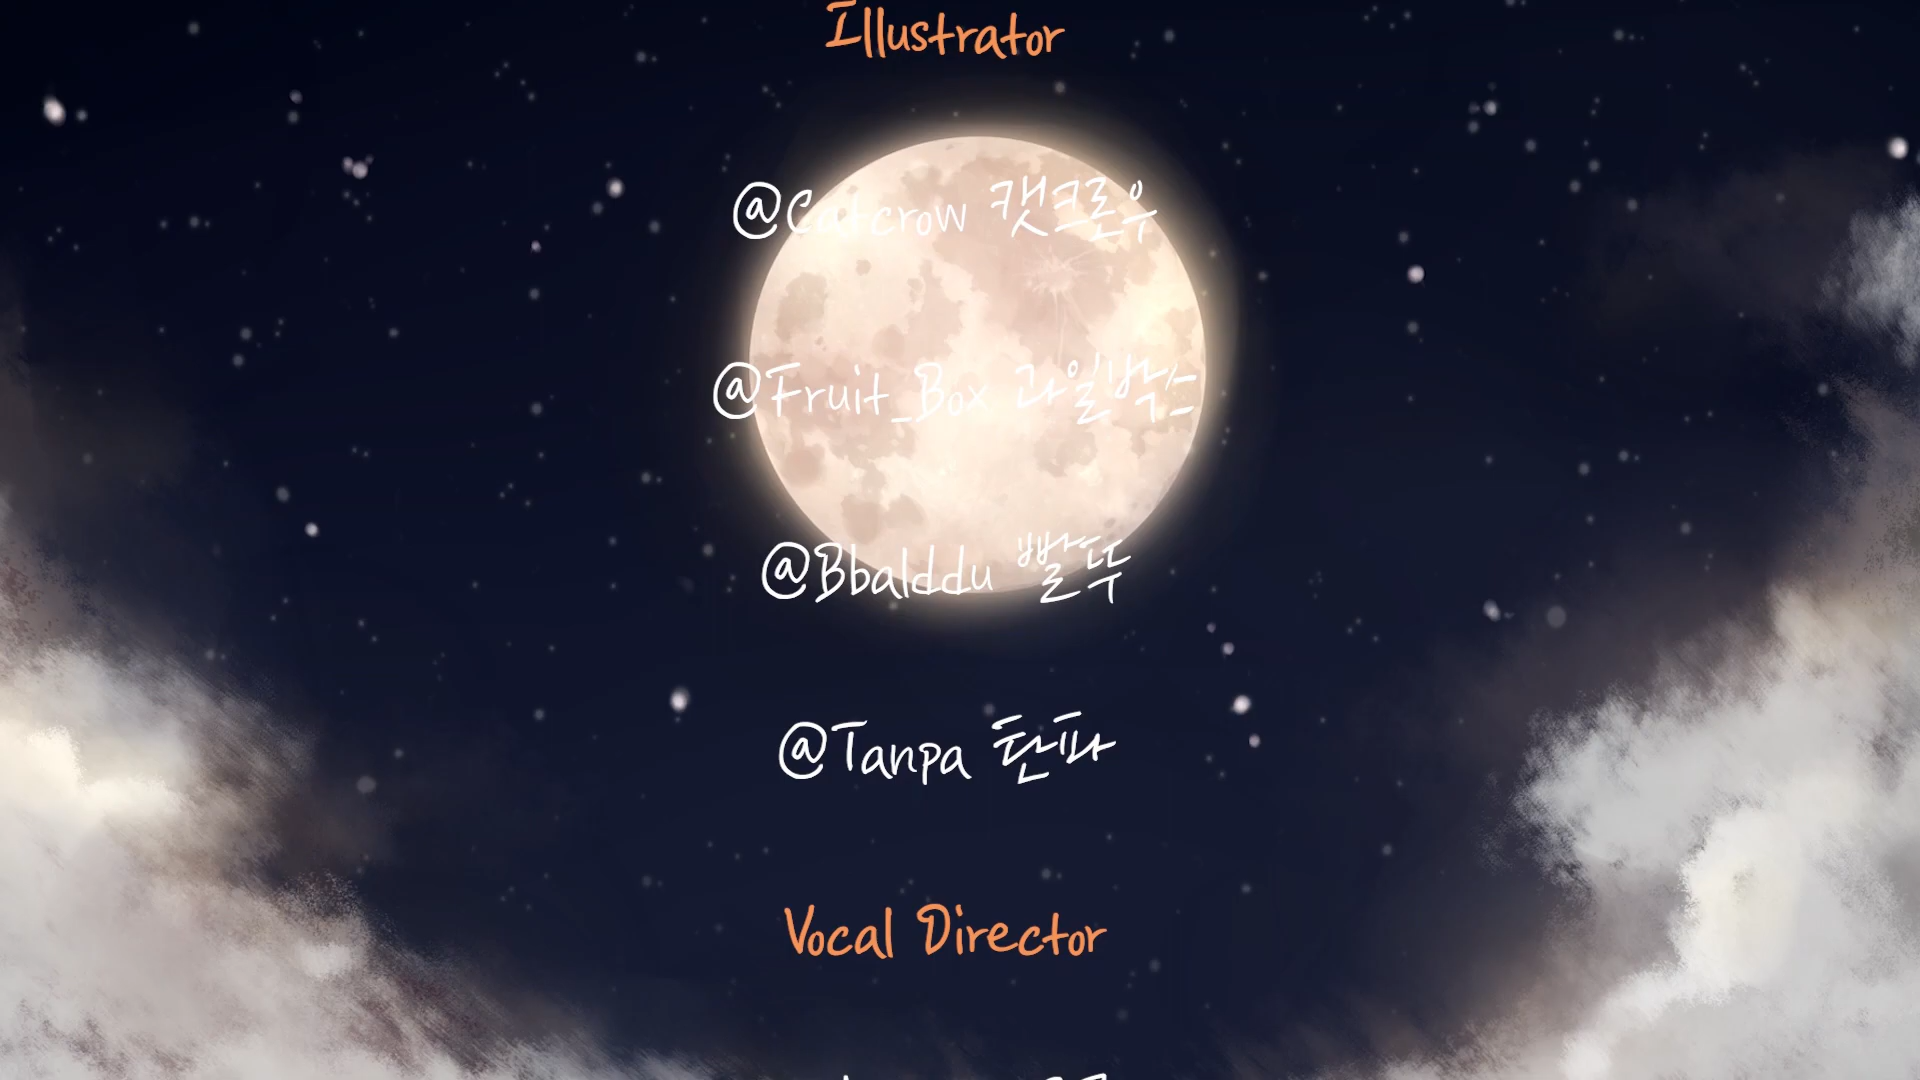 Illustrator
@Catcrow 캣크로우
@Fruit_Box 과일박스
@Bbalddu 빨뚜
@Tanpa 탄파
Vocal Director